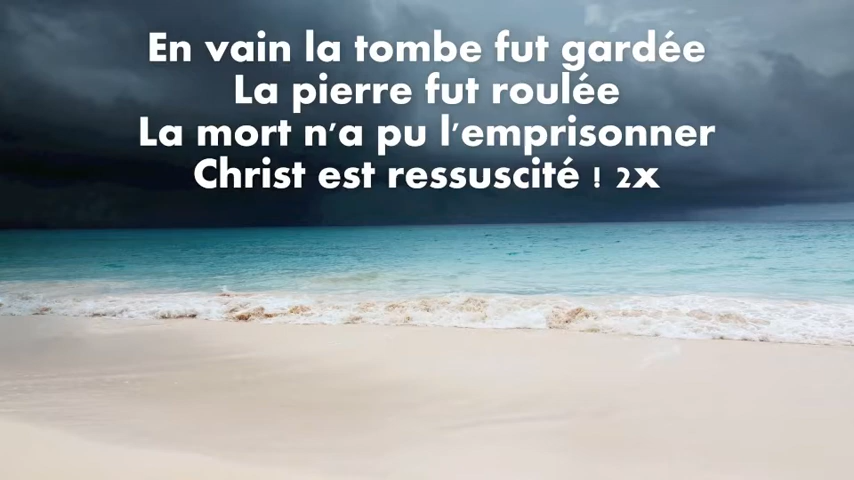 En vain la tombe fut gardée
La pierre fut roulée
La mort n'a pu l'emprisonner
Christ est ressuscité ! 2x